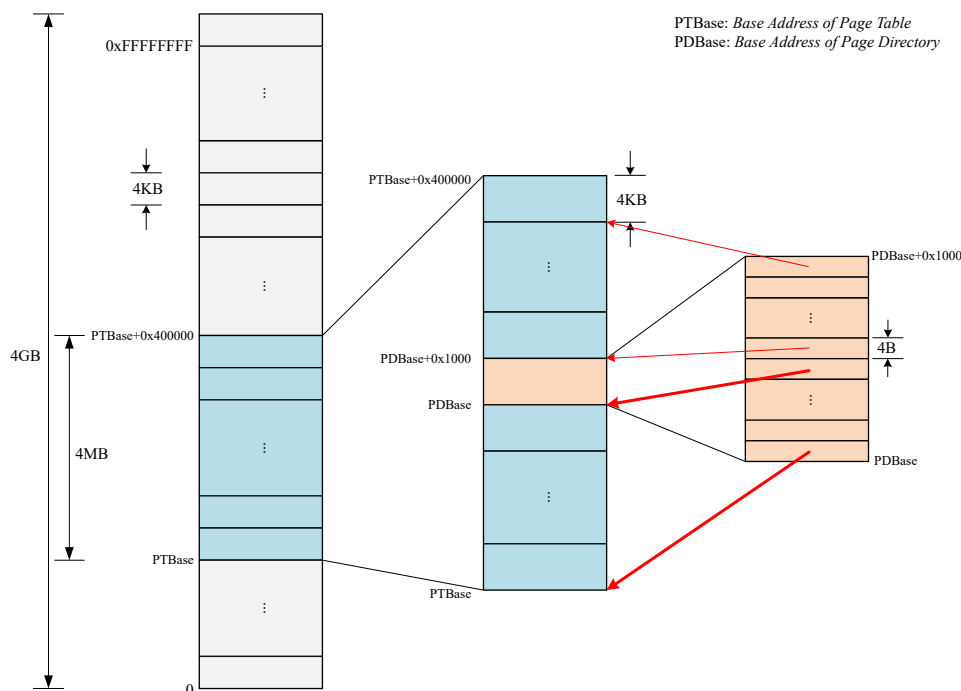 PTBase: Base Address of Page Table
PDBase: Base Address of Page Directory
0xFFFFFFFF
4KB
PTBase+0x400000
4GB
4MB
PTBase
0
PTBase+0x400000
4KB
PDBase+0x1000
PDBase
PTBase
PDBase+0x1000
4B
PDBase